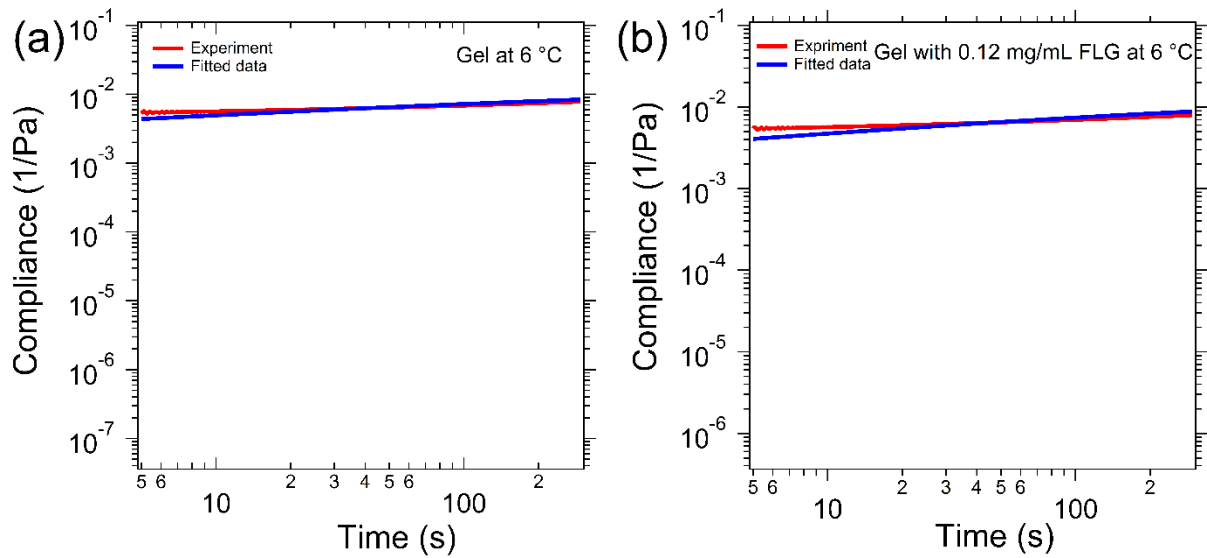 (a)
Experiment
Fitted data
Gel at 6 °C
Compliance (1/Pa)
10⁻¹
10⁻²
10⁻³
10⁻⁴
10⁻⁵
10⁻⁶
10⁻⁷
5 6 10 2 3 4 5 6 100 2
Time (s)
(b)
Expriment
Fitted data
Gel with 0.12 mg/mL FLG at 6 °C
Compliance (1/Pa)
10⁻¹
10⁻²
10⁻³
10⁻⁴
10⁻⁵
10⁻⁶
5 6 10 2 3 4 5 6 100 2
Time (s)